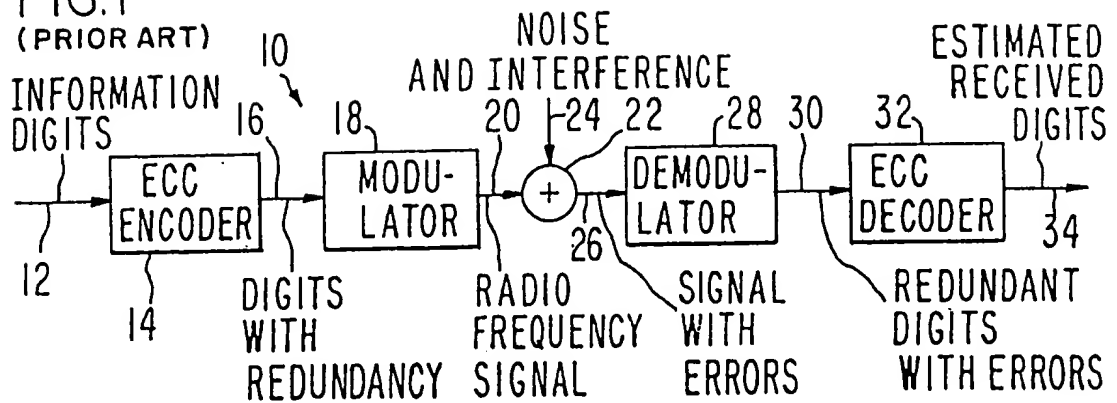 FIG.1
(PRIOR ART)
INFORMATION
DIGITS
12
ECC
ENCODER
14
10
16
DIGITS
WITH
REDUNDANCY
18
MODU-
LATOR
20
RADIO
FREQUENCY
SIGNAL
NOISE
AND INTERFERENCE
24
22
+
26
SIGNAL
WITH
ERRORS
28
DEMODU-
LATOR
30
REDUNDANT
DIGITS
WITH ERRORS
32
ECC
DECODER
ESTIMATED
RECEIVED
DIGITS
34